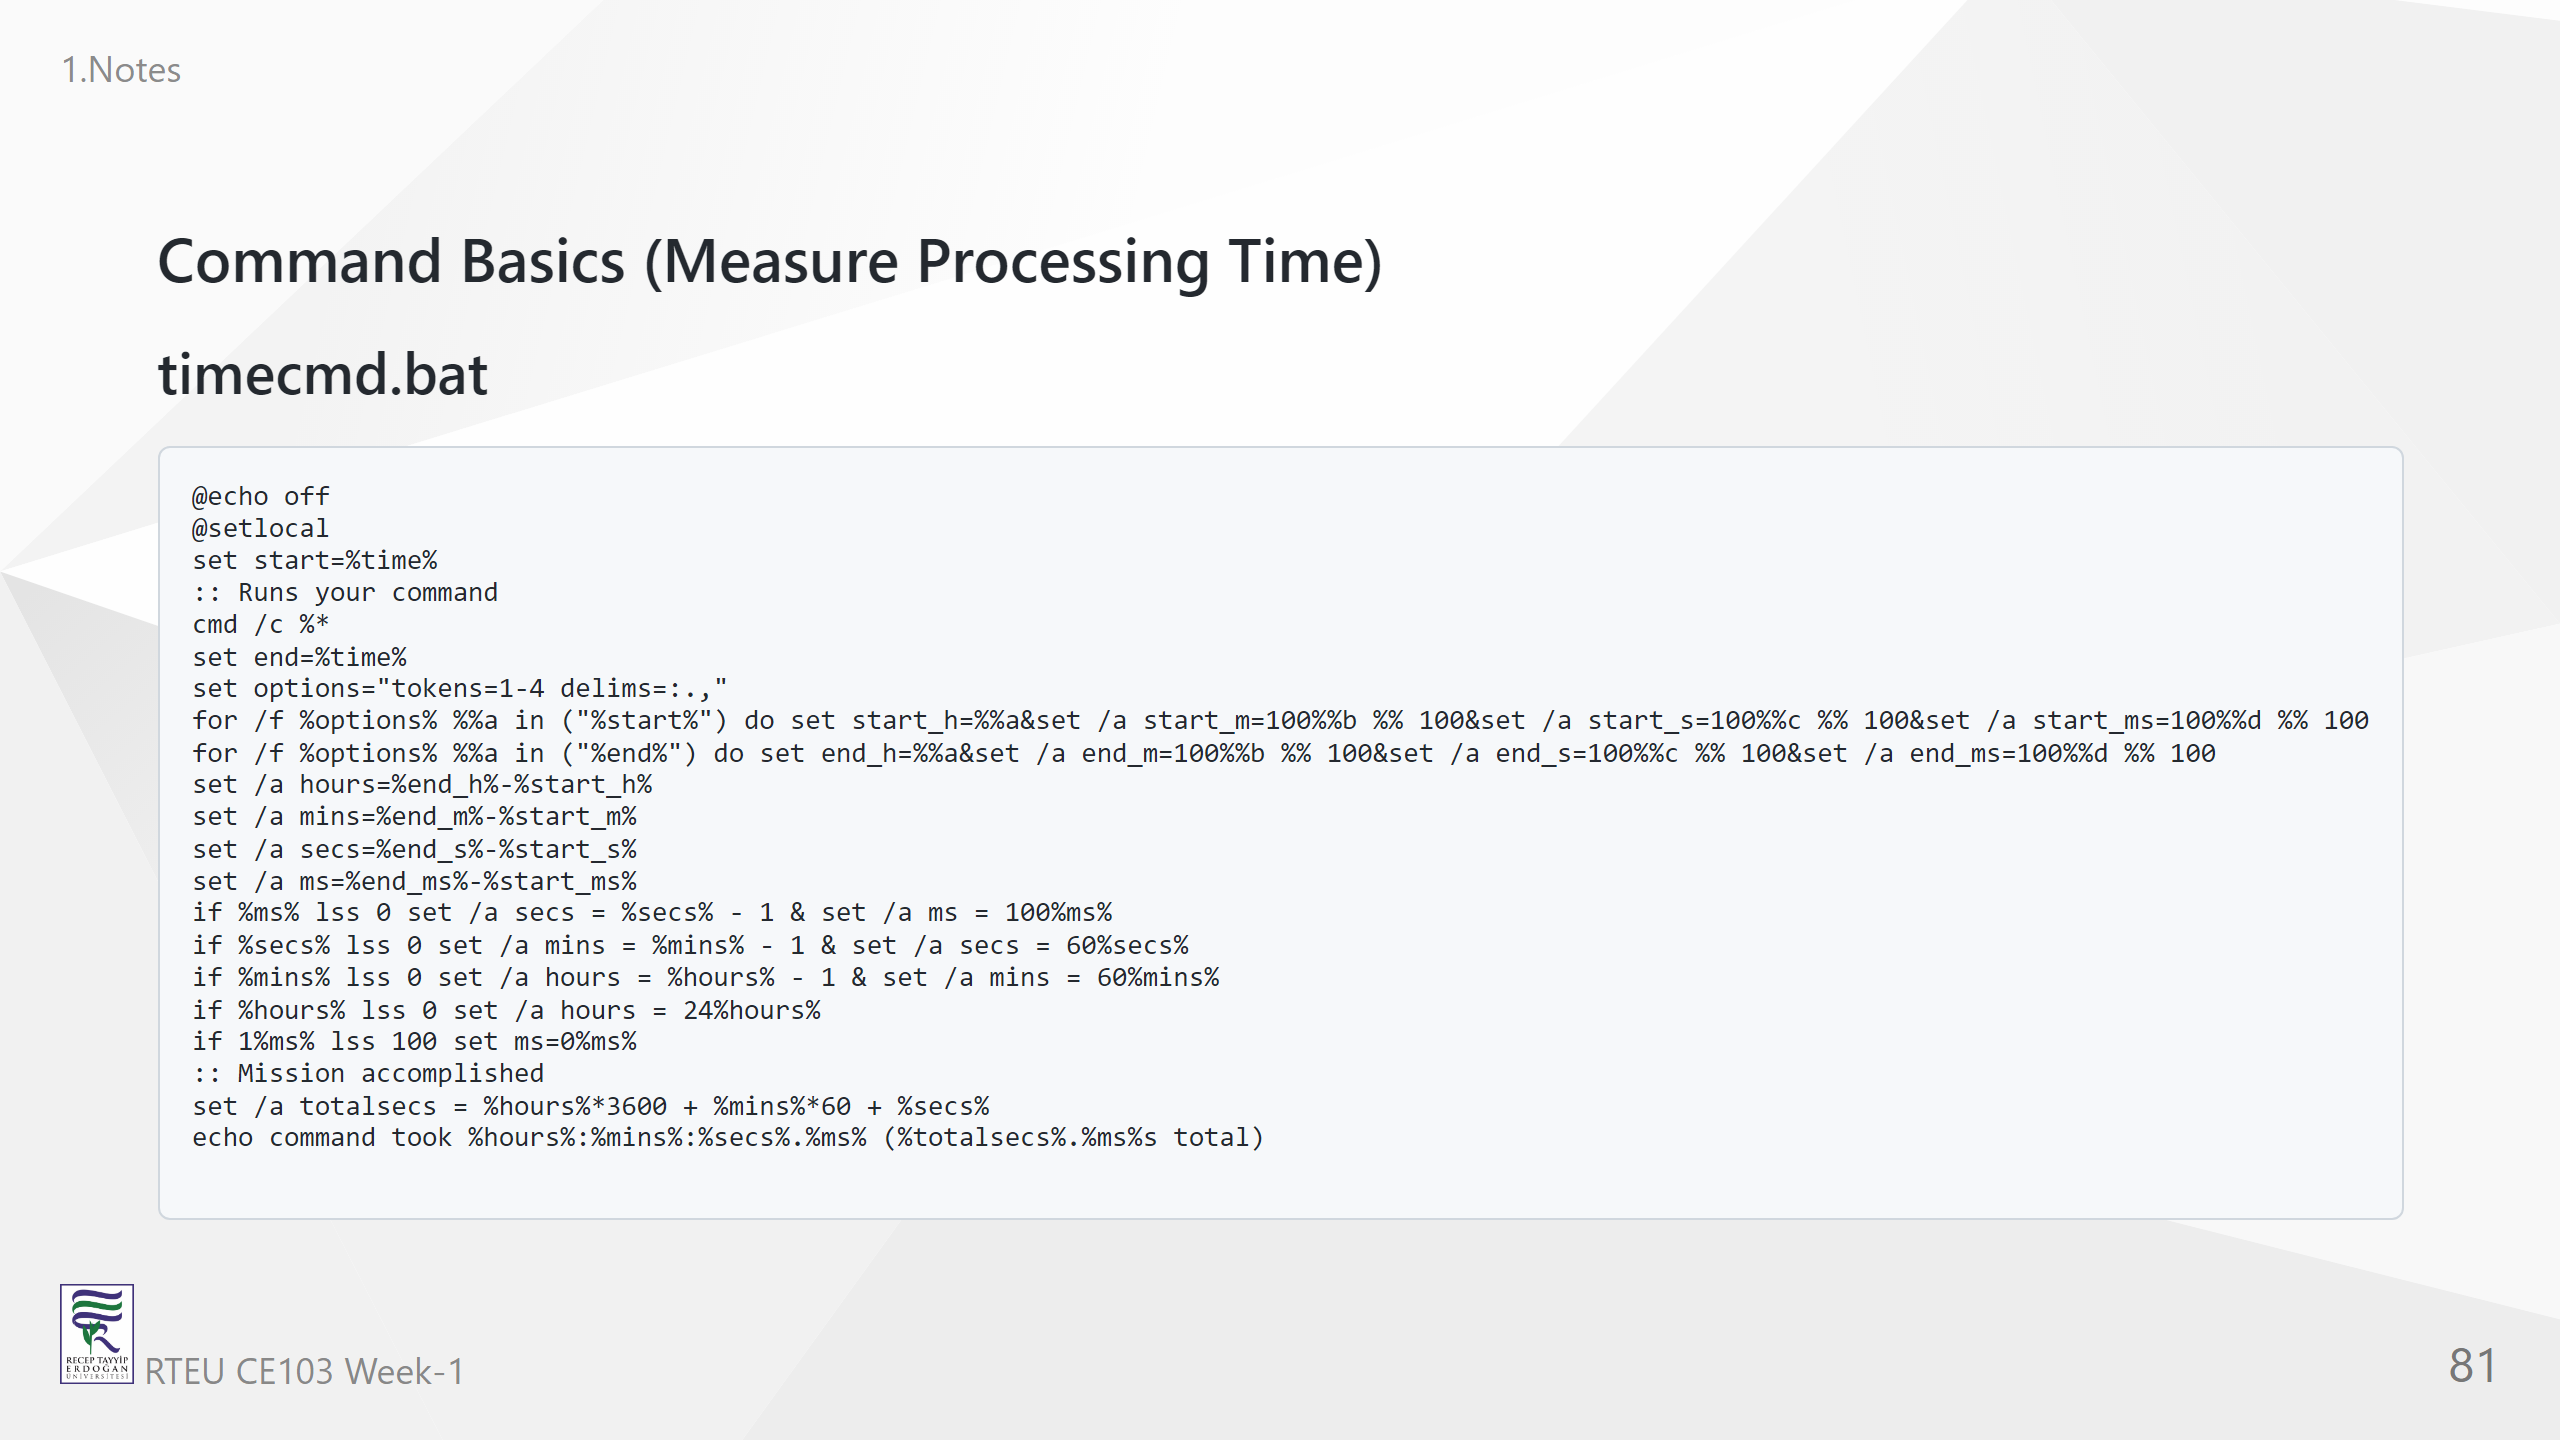 1.Notes
Command Basics (Measure Processing Time)
timecmd.bat
@echo off
@setlocal
set start=%time%
:: Runs your command
cmd /c %*
set end=%time%
set options="tokens=1-4 delims=:.,"
for /f %options% %%a in ("%start%") do set start_h=%%a&set /a start_m=100%%b %% 100&set /a start_s=100%%c %% 100&set /a start_ms=100%%d %% 100
for /f %options% %%a in ("%end%") do set end_h=%%a&set /a end_m=100%%b %% 100&set /a end_s=100%%c %% 100&set /a end_ms=100%%d %% 100
set /a hours=%end_h%-%start_h%
set /a mins=%end_m%-%start_m%
set /a secs=%end_s%-%start_s%
set /a ms=%end_ms%-%start_ms%
if %ms% lss 0 set /a secs = %secs% - 1 & set /a ms = 100%ms%
if %secs% lss 0 set /a mins = %mins% - 1 & set /a secs = 60%secs%
if %mins% lss 0 set /a hours = %hours% - 1 & set /a mins = 60%mins%
if %hours% lss 0 set /a hours = 24%hours%
if 1%ms% lss 100 set ms=0%ms%
:: Mission accomplished
set /a totalsecs = %hours%*3600 + %mins%*60 + %secs%
echo command took %hours%:%mins%:%secs%.%ms% (%totalsecs%.%ms%s total)
RECEP TAYYİP
ERDOĞAN
ÜNİVERSİTESİ
RTEU CE103 Week-1
81